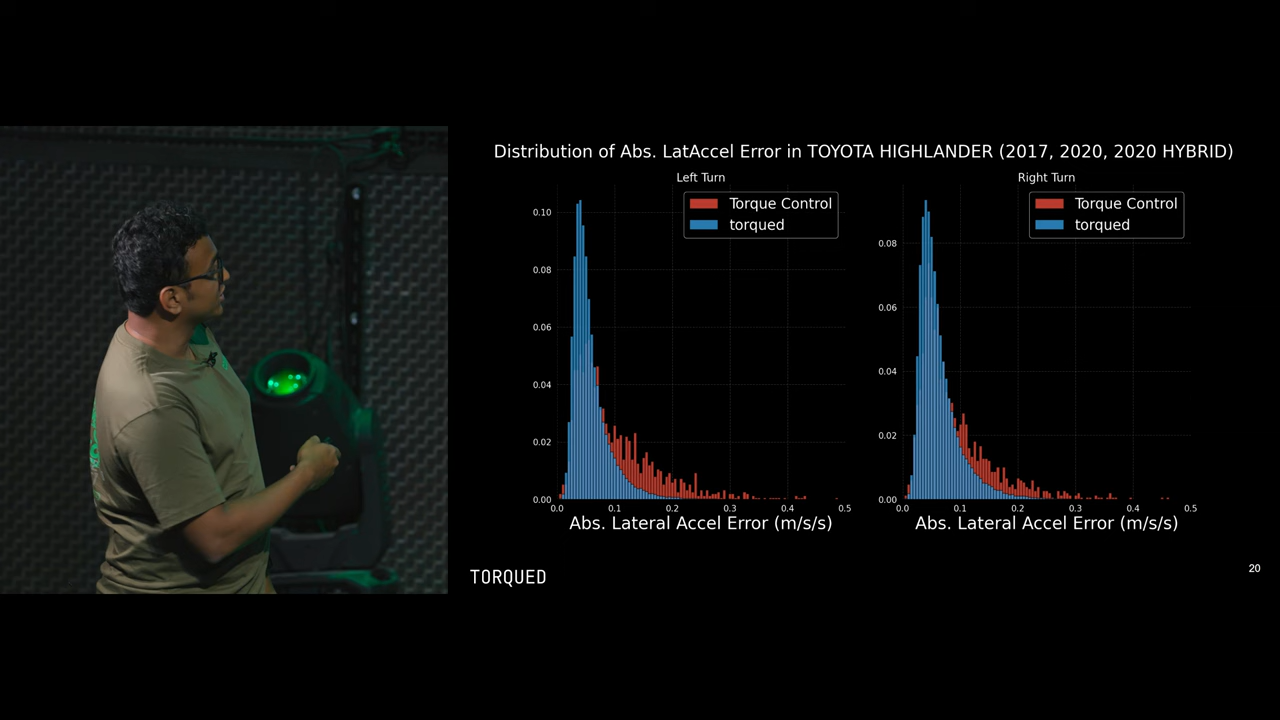 Distribution of Abs. LatAccel Error in TOYOTA HIGHLANDER (2017, 2020, 2020 HYBRID)
Left Turn
Torque Control
torqued
0.10
0.08
0.06
0.04
0.02
0.00
0.0 0.1 0.2 0.3 0.4 0.5
Abs. Lateral Accel Error (m/s/s)
Right Turn
Torque Control
torqued
0.08
0.06
0.04
0.02
0.00
0.0 0.1 0.2 0.3 0.4 0.5
Abs. Lateral Accel Error (m/s/s)
TORQUED
20